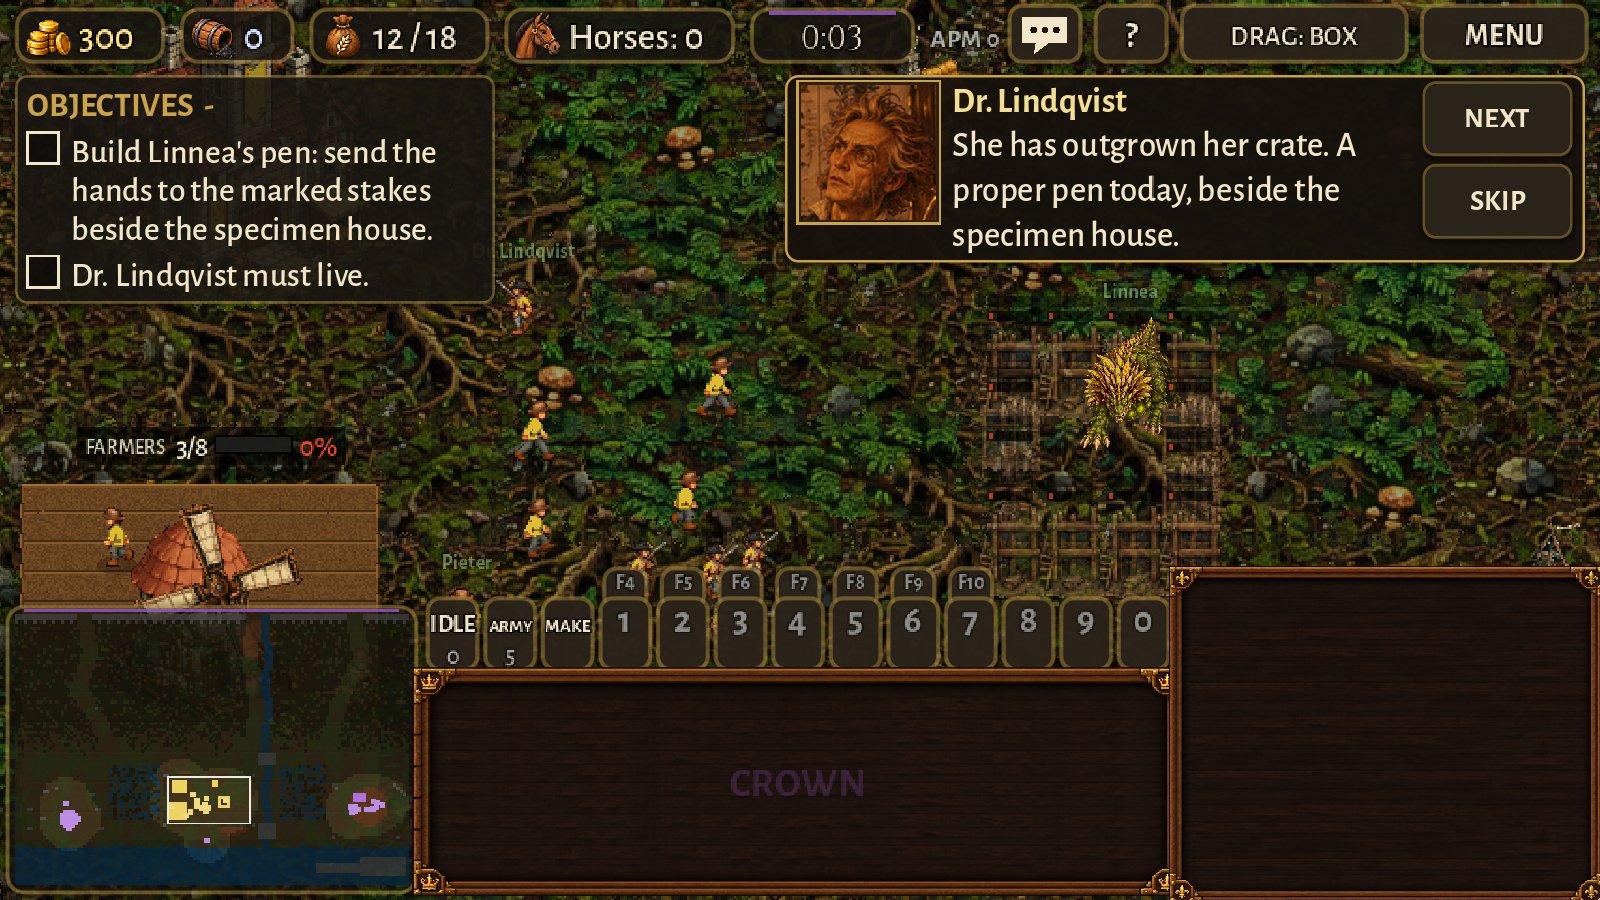 300
0
12 / 18
Horses: 0
0:03
APM 0
?
DRAG: BOX
MENU
OBJECTIVES -
Build Linnea's pen: send the
hands to the marked stakes
beside the specimen house.
Dr. Lindqvist must live.
Dr. Lindqvist
She has outgrown her crate. A
proper pen today, beside the
specimen house.
NEXT
SKIP
Lindqvist
Linnea
FARMERS 3/8 0%
Pieter
F4 F5 F6 F7 F8 F9 F10
IDLE ARMY MAKE 1 2 3 4 5 6 7 8 9 0
0 5
CROWN
L